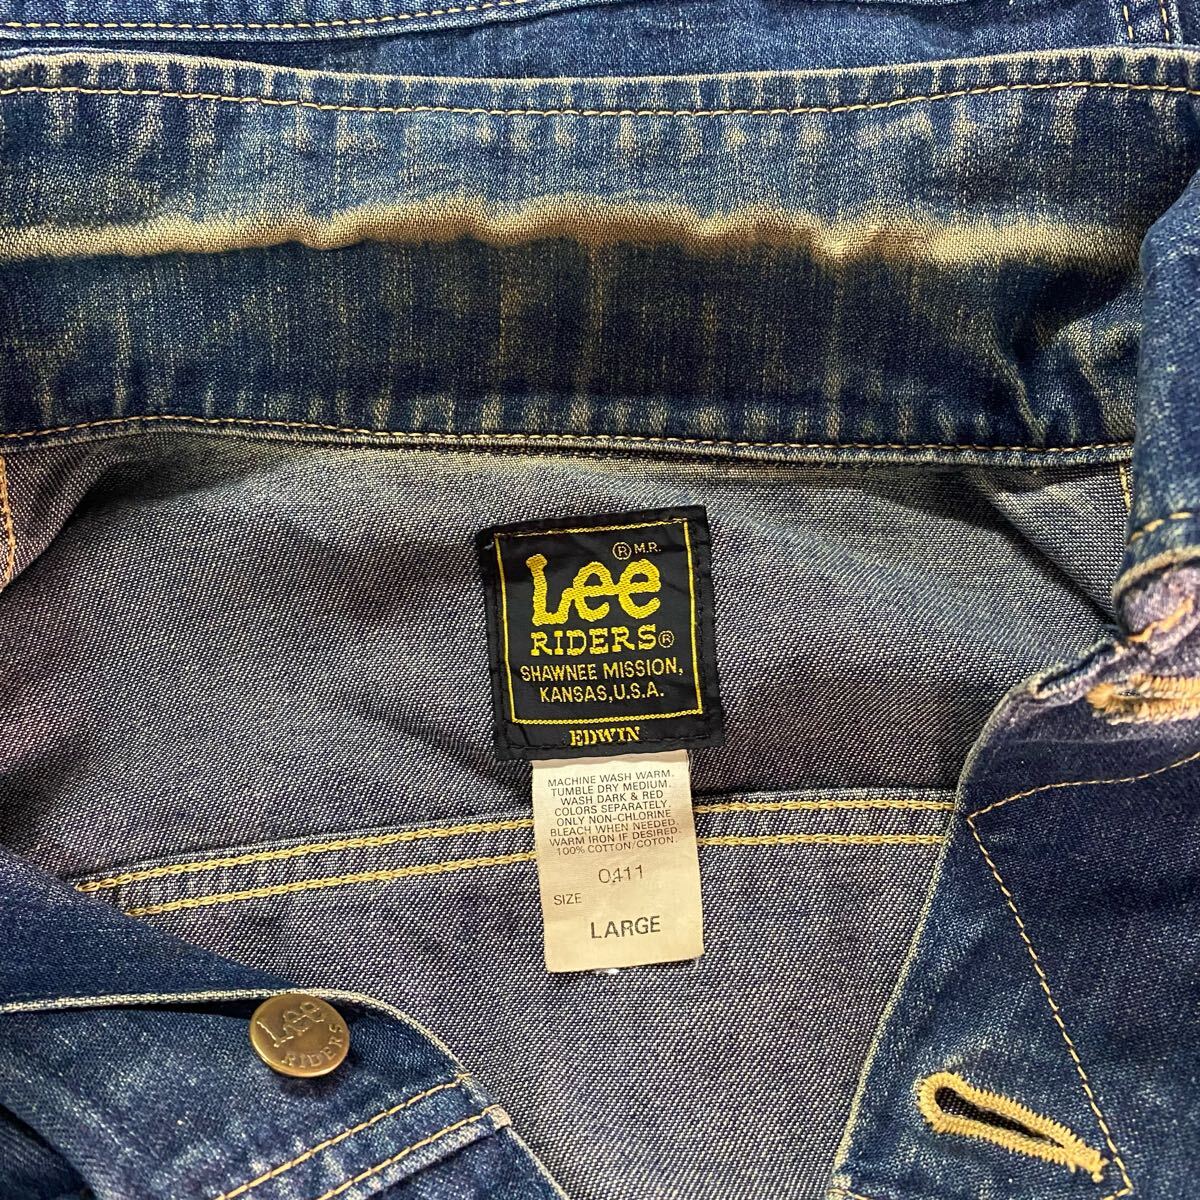 ® M.R.
Lee
RIDERS®
SHAWNEE MISSION,
KANSAS, U.S.A.
EDWIN
MACHINE WASH WARM.
TUMBLE DRY MEDIUM.
WASH DARK & RED
COLORS SEPARATELY.
ONLY NON-CHLORINE
BLEACH WHEN NEEDED.
WARM IRON IF DESIRED.
100% COTTON/COTON.
0411
SIZE
LARGE
Lee
RIDERS